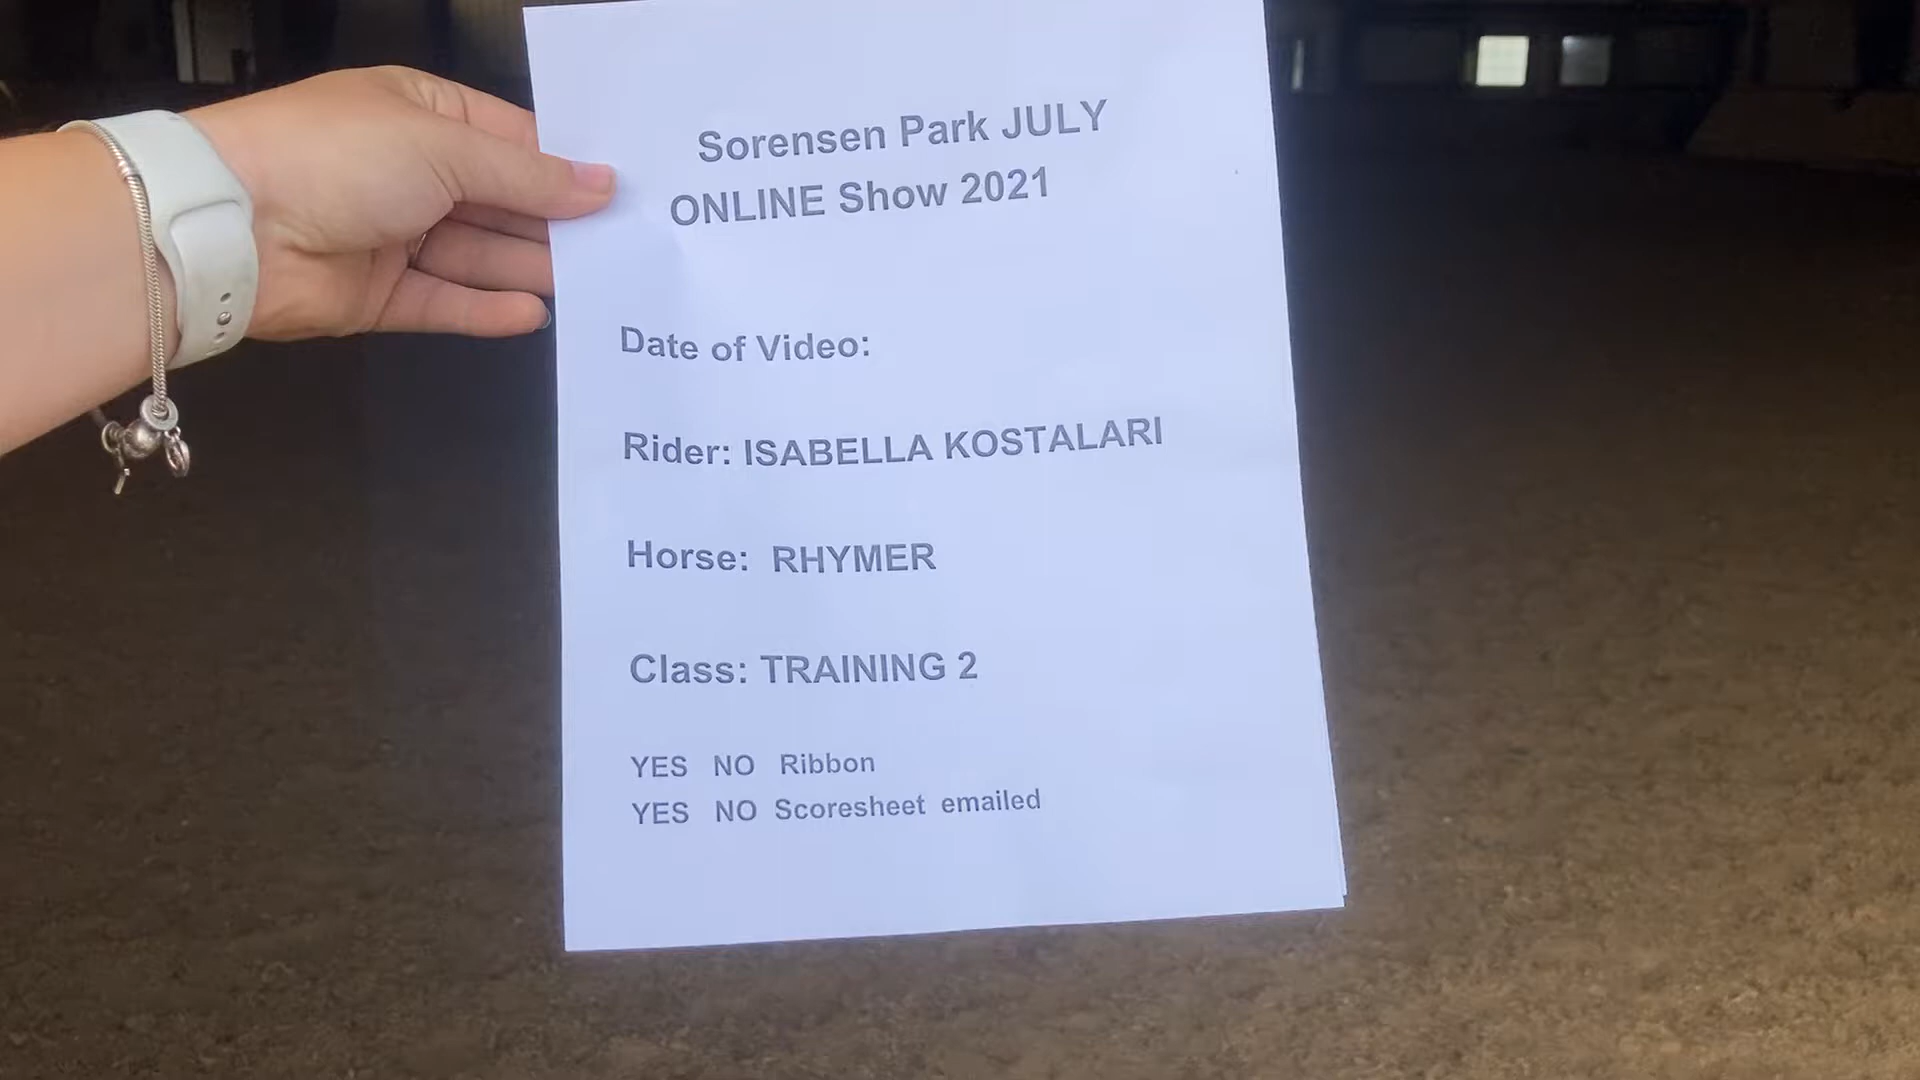 Sorensen Park JULY
ONLINE Show 2021
Date of Video:
Rider: ISABELLA KOSTALARI
Horse: RHYMER
Class: TRAINING 2
YES NO Ribbon
YES NO Scoresheet emailed